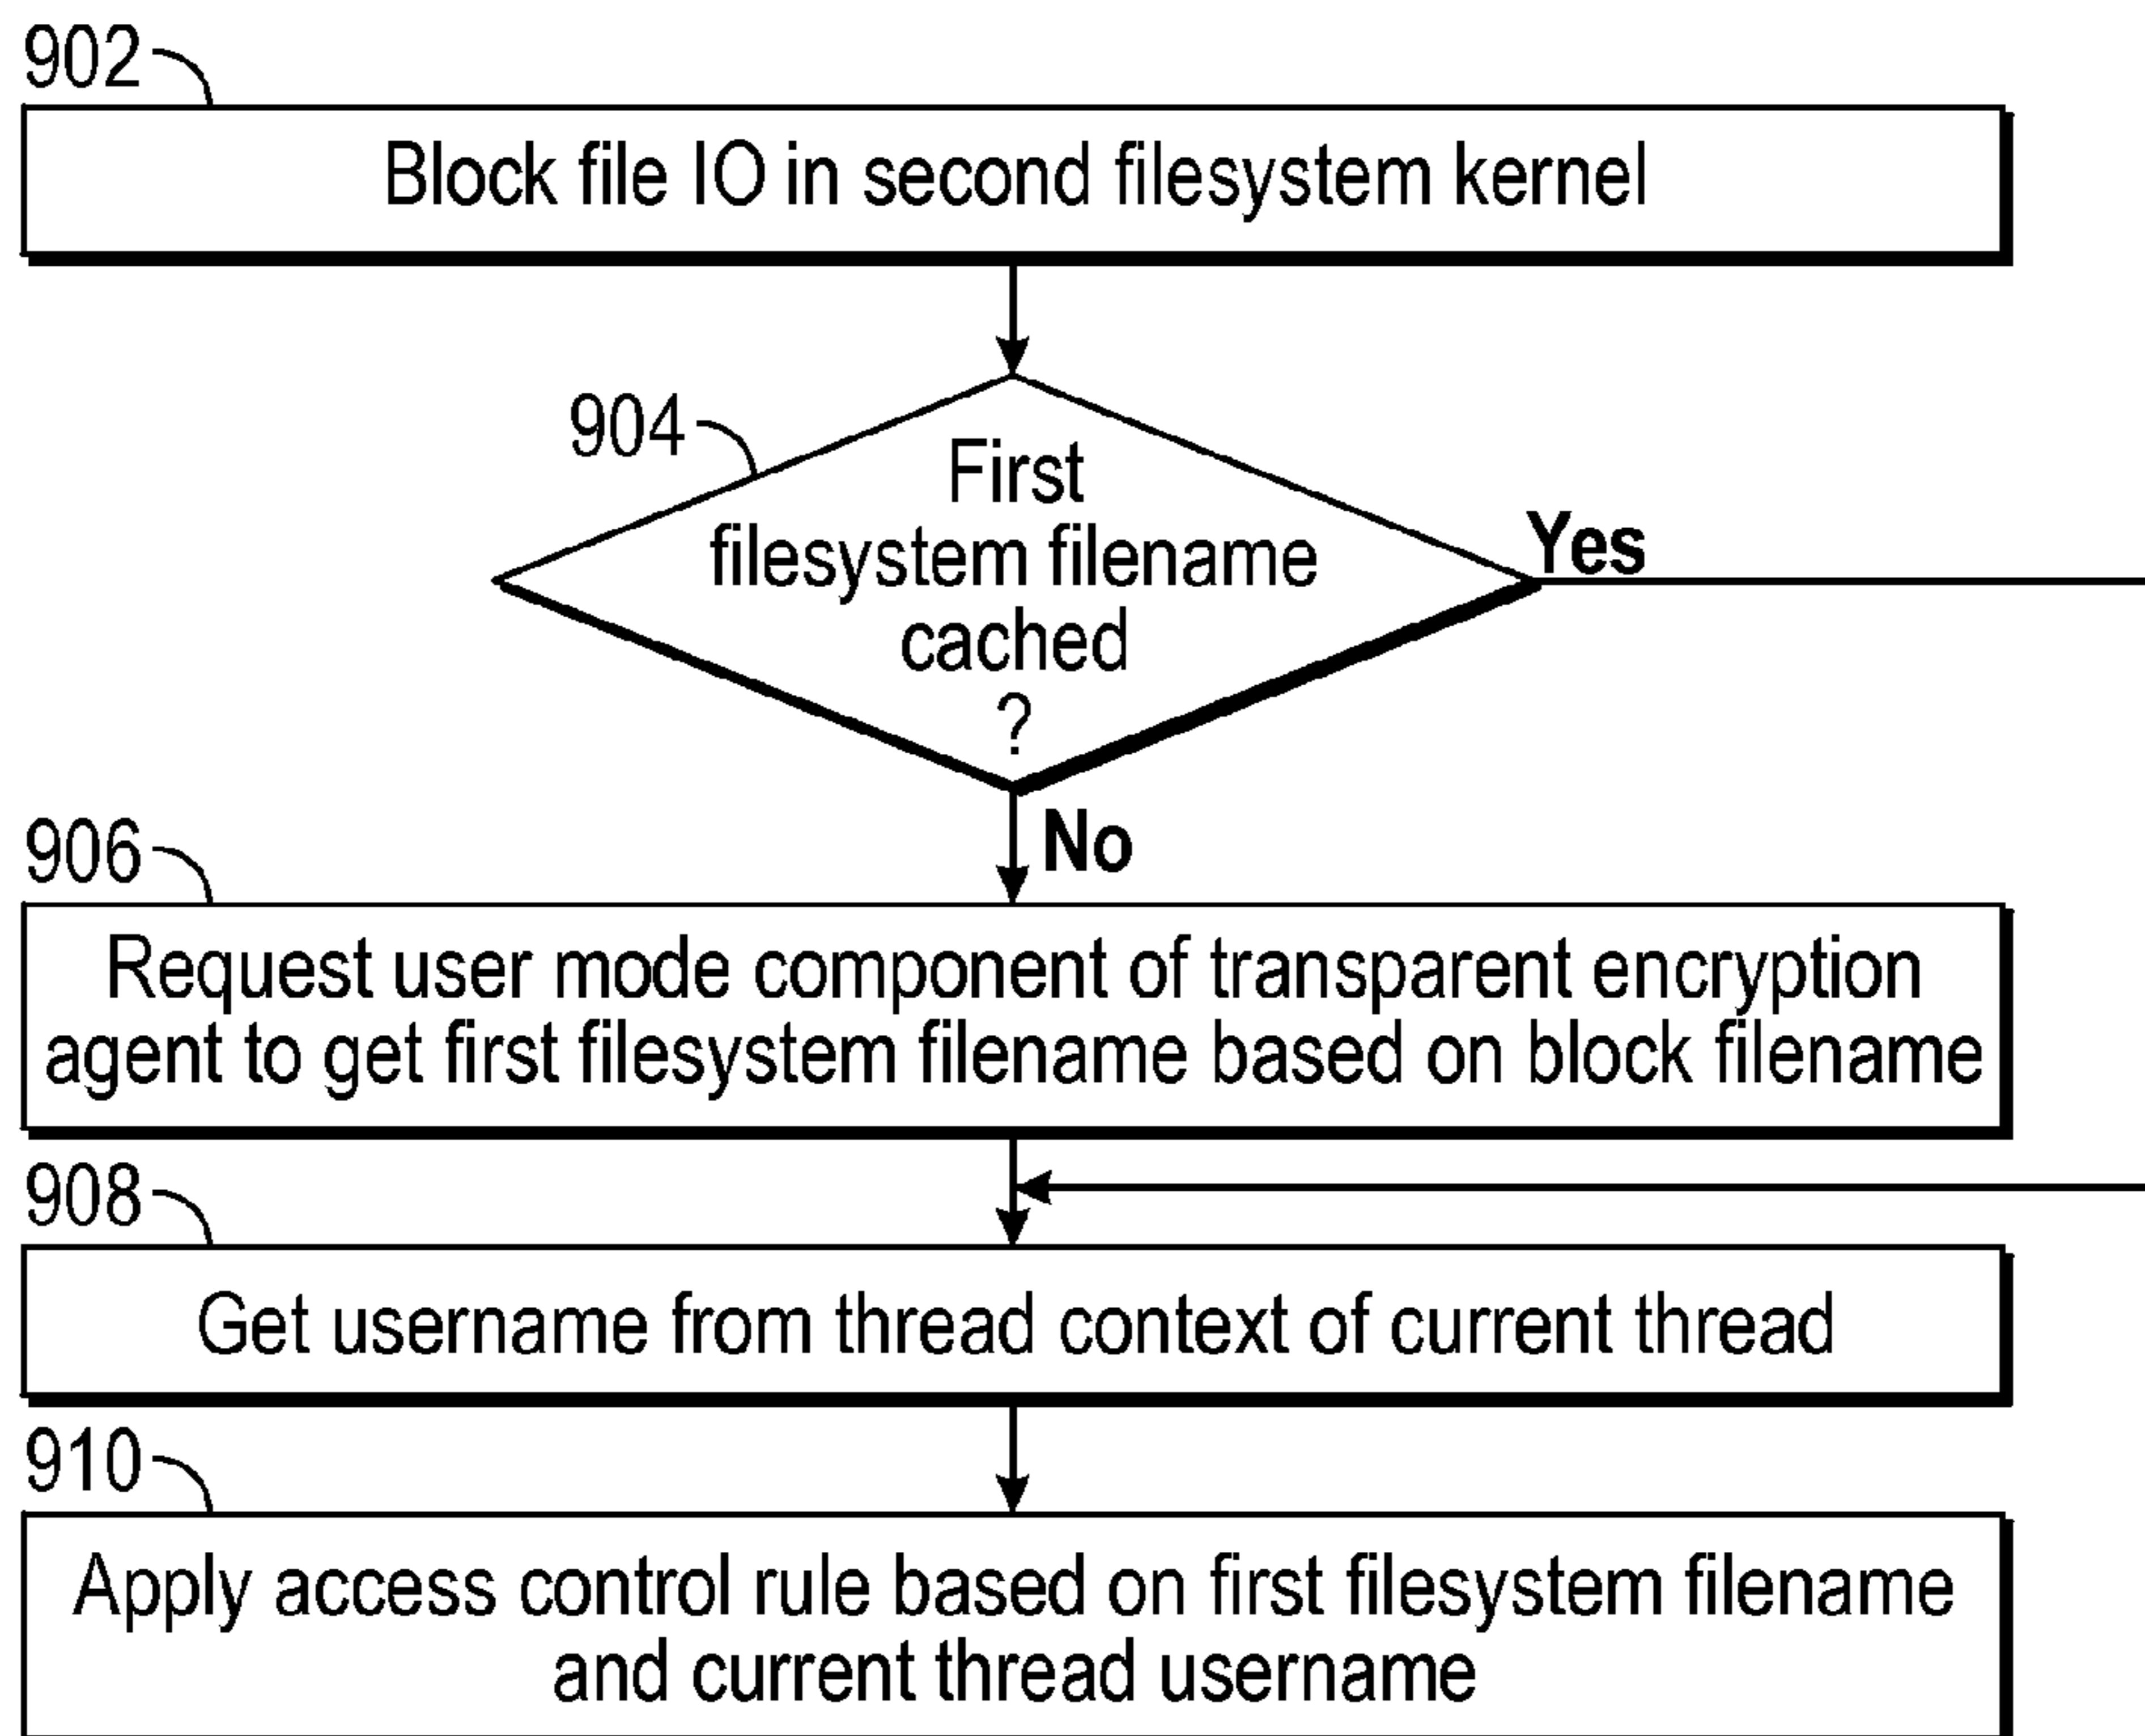 902
Block file IO in second filesystem kernel
904
First
filesystem filename
cached
?
Yes
No
906
Request user mode component of transparent encryption
agent to get first filesystem filename based on block filename
908
Get username from thread context of current thread
910
Apply access control rule based on first filesystem filename
and current thread username